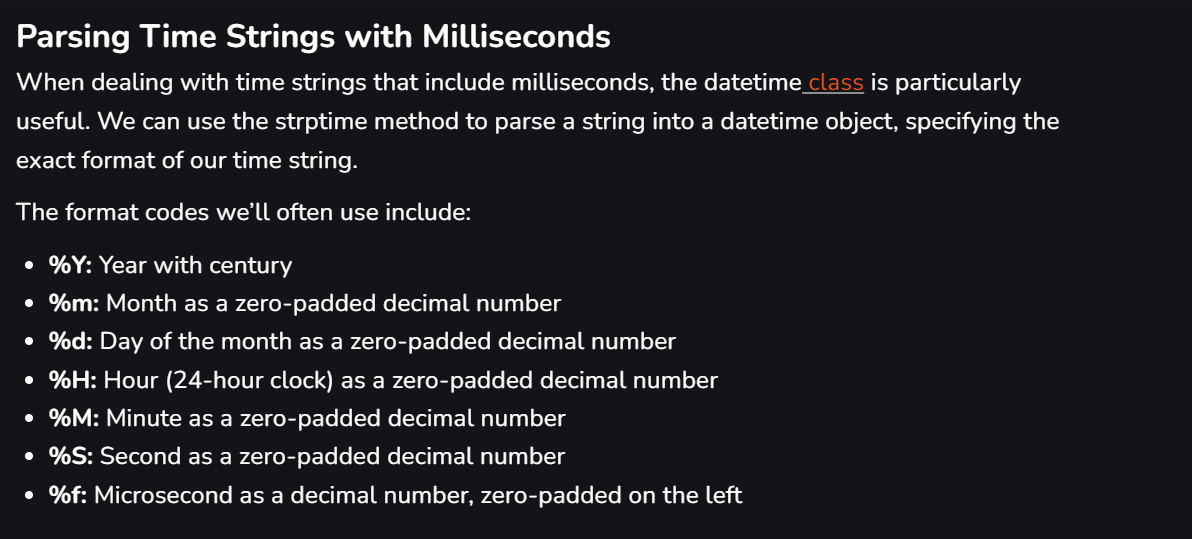 Parsing Time Strings with Milliseconds
When dealing with time strings that include milliseconds, the datetime class is particularly
useful. We can use the strptime method to parse a string into a datetime object, specifying the
exact format of our time string.
The format codes we’ll often use include:
• %Y: Year with century
• %m: Month as a zero-padded decimal number
• %d: Day of the month as a zero-padded decimal number
• %H: Hour (24-hour clock) as a zero-padded decimal number
• %M: Minute as a zero-padded decimal number
• %S: Second as a zero-padded decimal number
• %f: Microsecond as a decimal number, zero-padded on the left